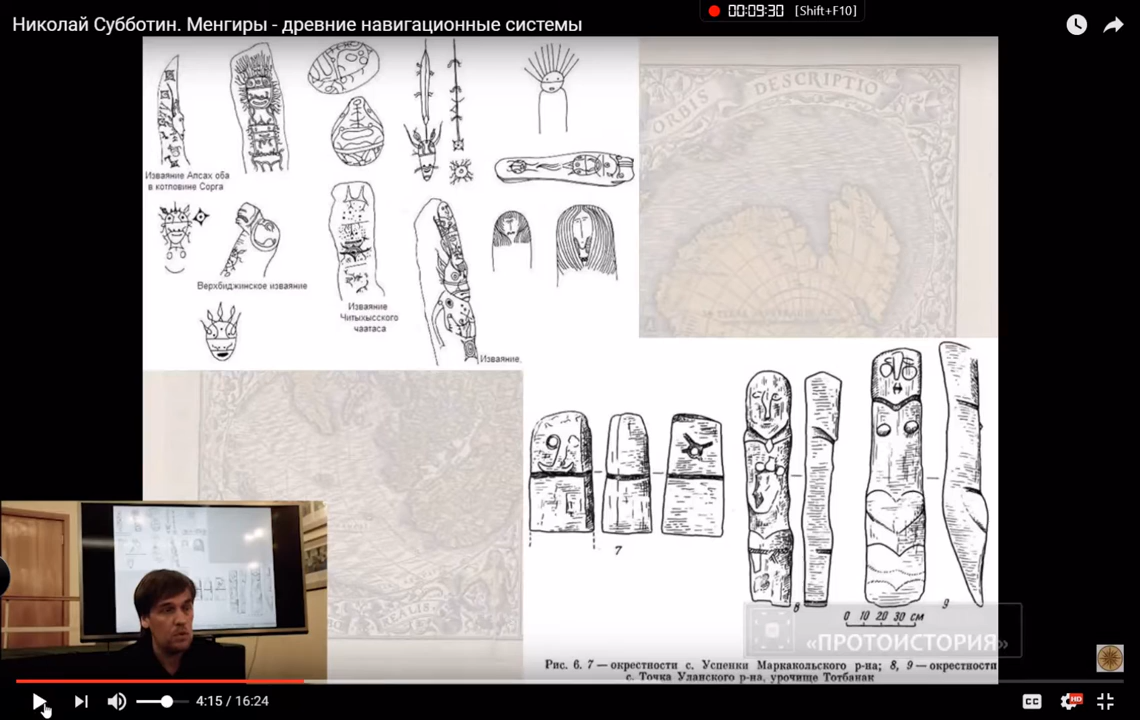 Николай Субботин. Менгиры - древние навигационные системы
00:09:30 [Shift+F10]
ORBIS DESCRIPTIO
Изваяние Апсах оба
в котловине Сорга
Верхбиджинское изваяние
Изваяние
Читыхысского
чаатаса
Изваяние.
7
8
9
0 10 20 30 см
«ПРОТОИСТОРИЯ»
Рис. 6. 7 — окрестности с. Успенки Маркакольского р-на; 8, 9 — окрестности
с. Точка Уланского р-на, урочище Тотбанак
4:15 / 16:24
CC
HD